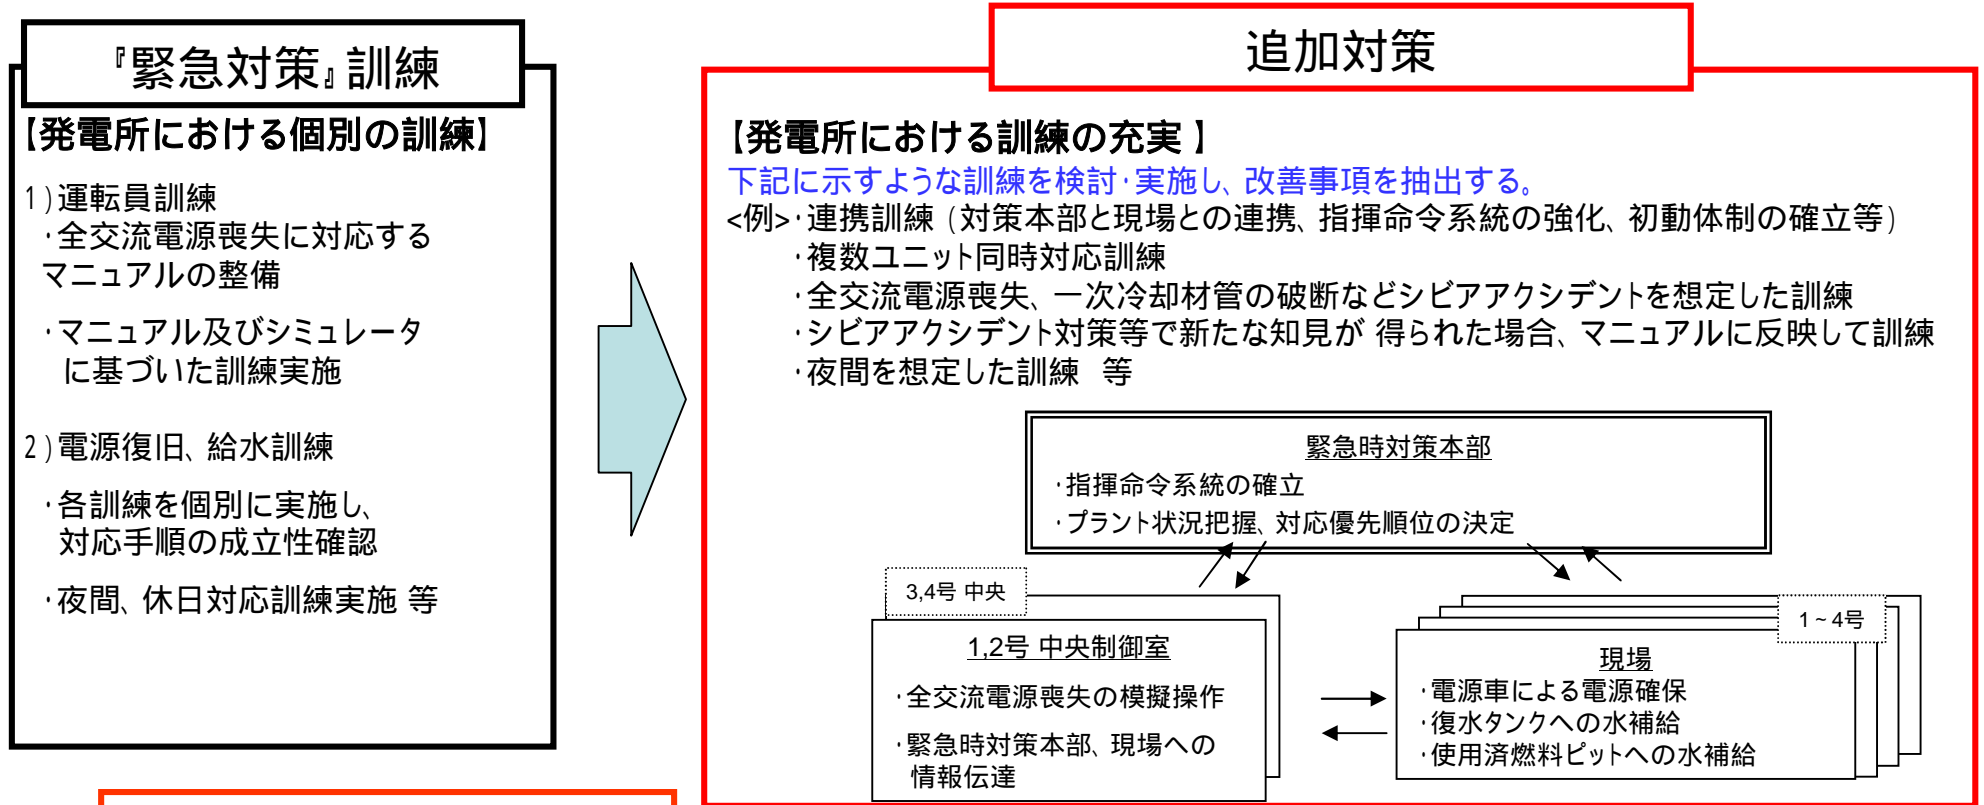 『緊急対策』訓練
【発電所における個別の訓練】
1)運転員訓練
・全交流電源喪失に対応する
マニュアルの整備
・マニュアル及びシミュレータ
に基づいた訓練実施
2)電源復旧、給水訓練
・各訓練を個別に実施し、
対応手順の成立性確認
・夜間、休日対応訓練実施 等
追加対策
【発電所における訓練の充実 】
下記に示すような訓練を検討・実施し、改善事項を抽出する。
<例>・連携訓練（対策本部と現場との連携、指揮命令系統の強化、初動体制の確立等）
・複数ユニット同時対応訓練
・全交流電源喪失、一次冷却材管の破断などシビアアクシデントを想定した訓練
・シビアアクシデント対策等で新たな知見が 得られた場合、マニュアルに反映して訓練
・夜間を想定した訓練 等
緊急時対策本部
・指揮命令系統の確立
・プラント状況把握、対応優先順位の決定
3,4号 中央
1,2号 中央制御室
・全交流電源喪失の模擬操作
・緊急時対策本部、現場への
情報伝達
1～4号
現場
・電源車による電源確保
・復水タンクへの水補給
・使用済燃料ピットへの水補給